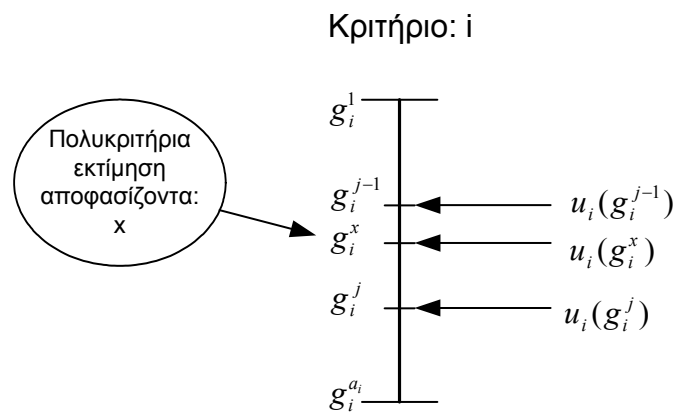 Κριτήριο: i
g_i^1
Πολυκριτήρια
εκτίμηση
αποφασίζοντα:
x
g_i^{j-1}
u_i(g_i^{j-1})
g_i^x
u_i(g_i^x)
g_i^j
u_i(g_i^j)
g_i^{a_i}